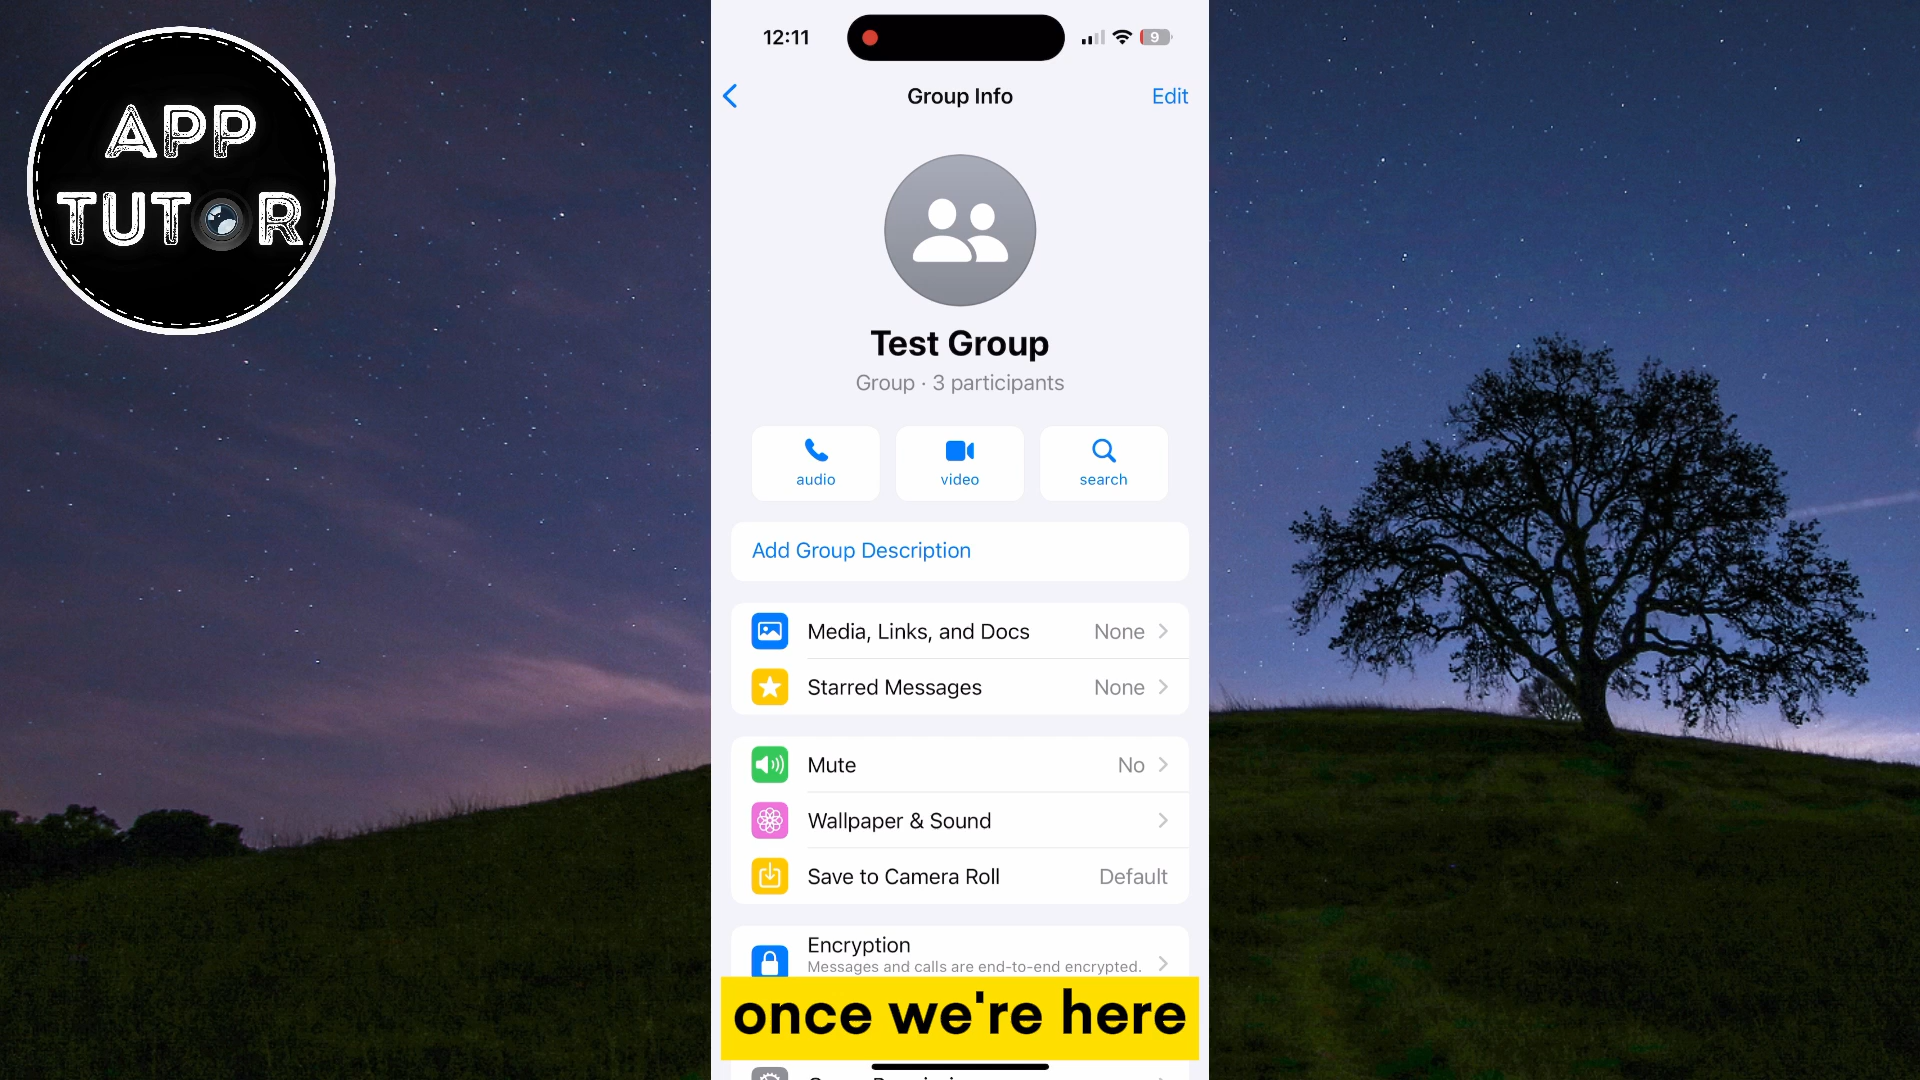 APP
TUTOR
12:11
9
Group Info
Edit
Test Group
Group · 3 participants
audio
video
search
Add Group Description
Media, Links, and Docs
None
Starred Messages
None
Mute
No
Wallpaper & Sound
Save to Camera Roll
Default
Encryption
Messages and calls are end-to-end encrypted.
once we're here